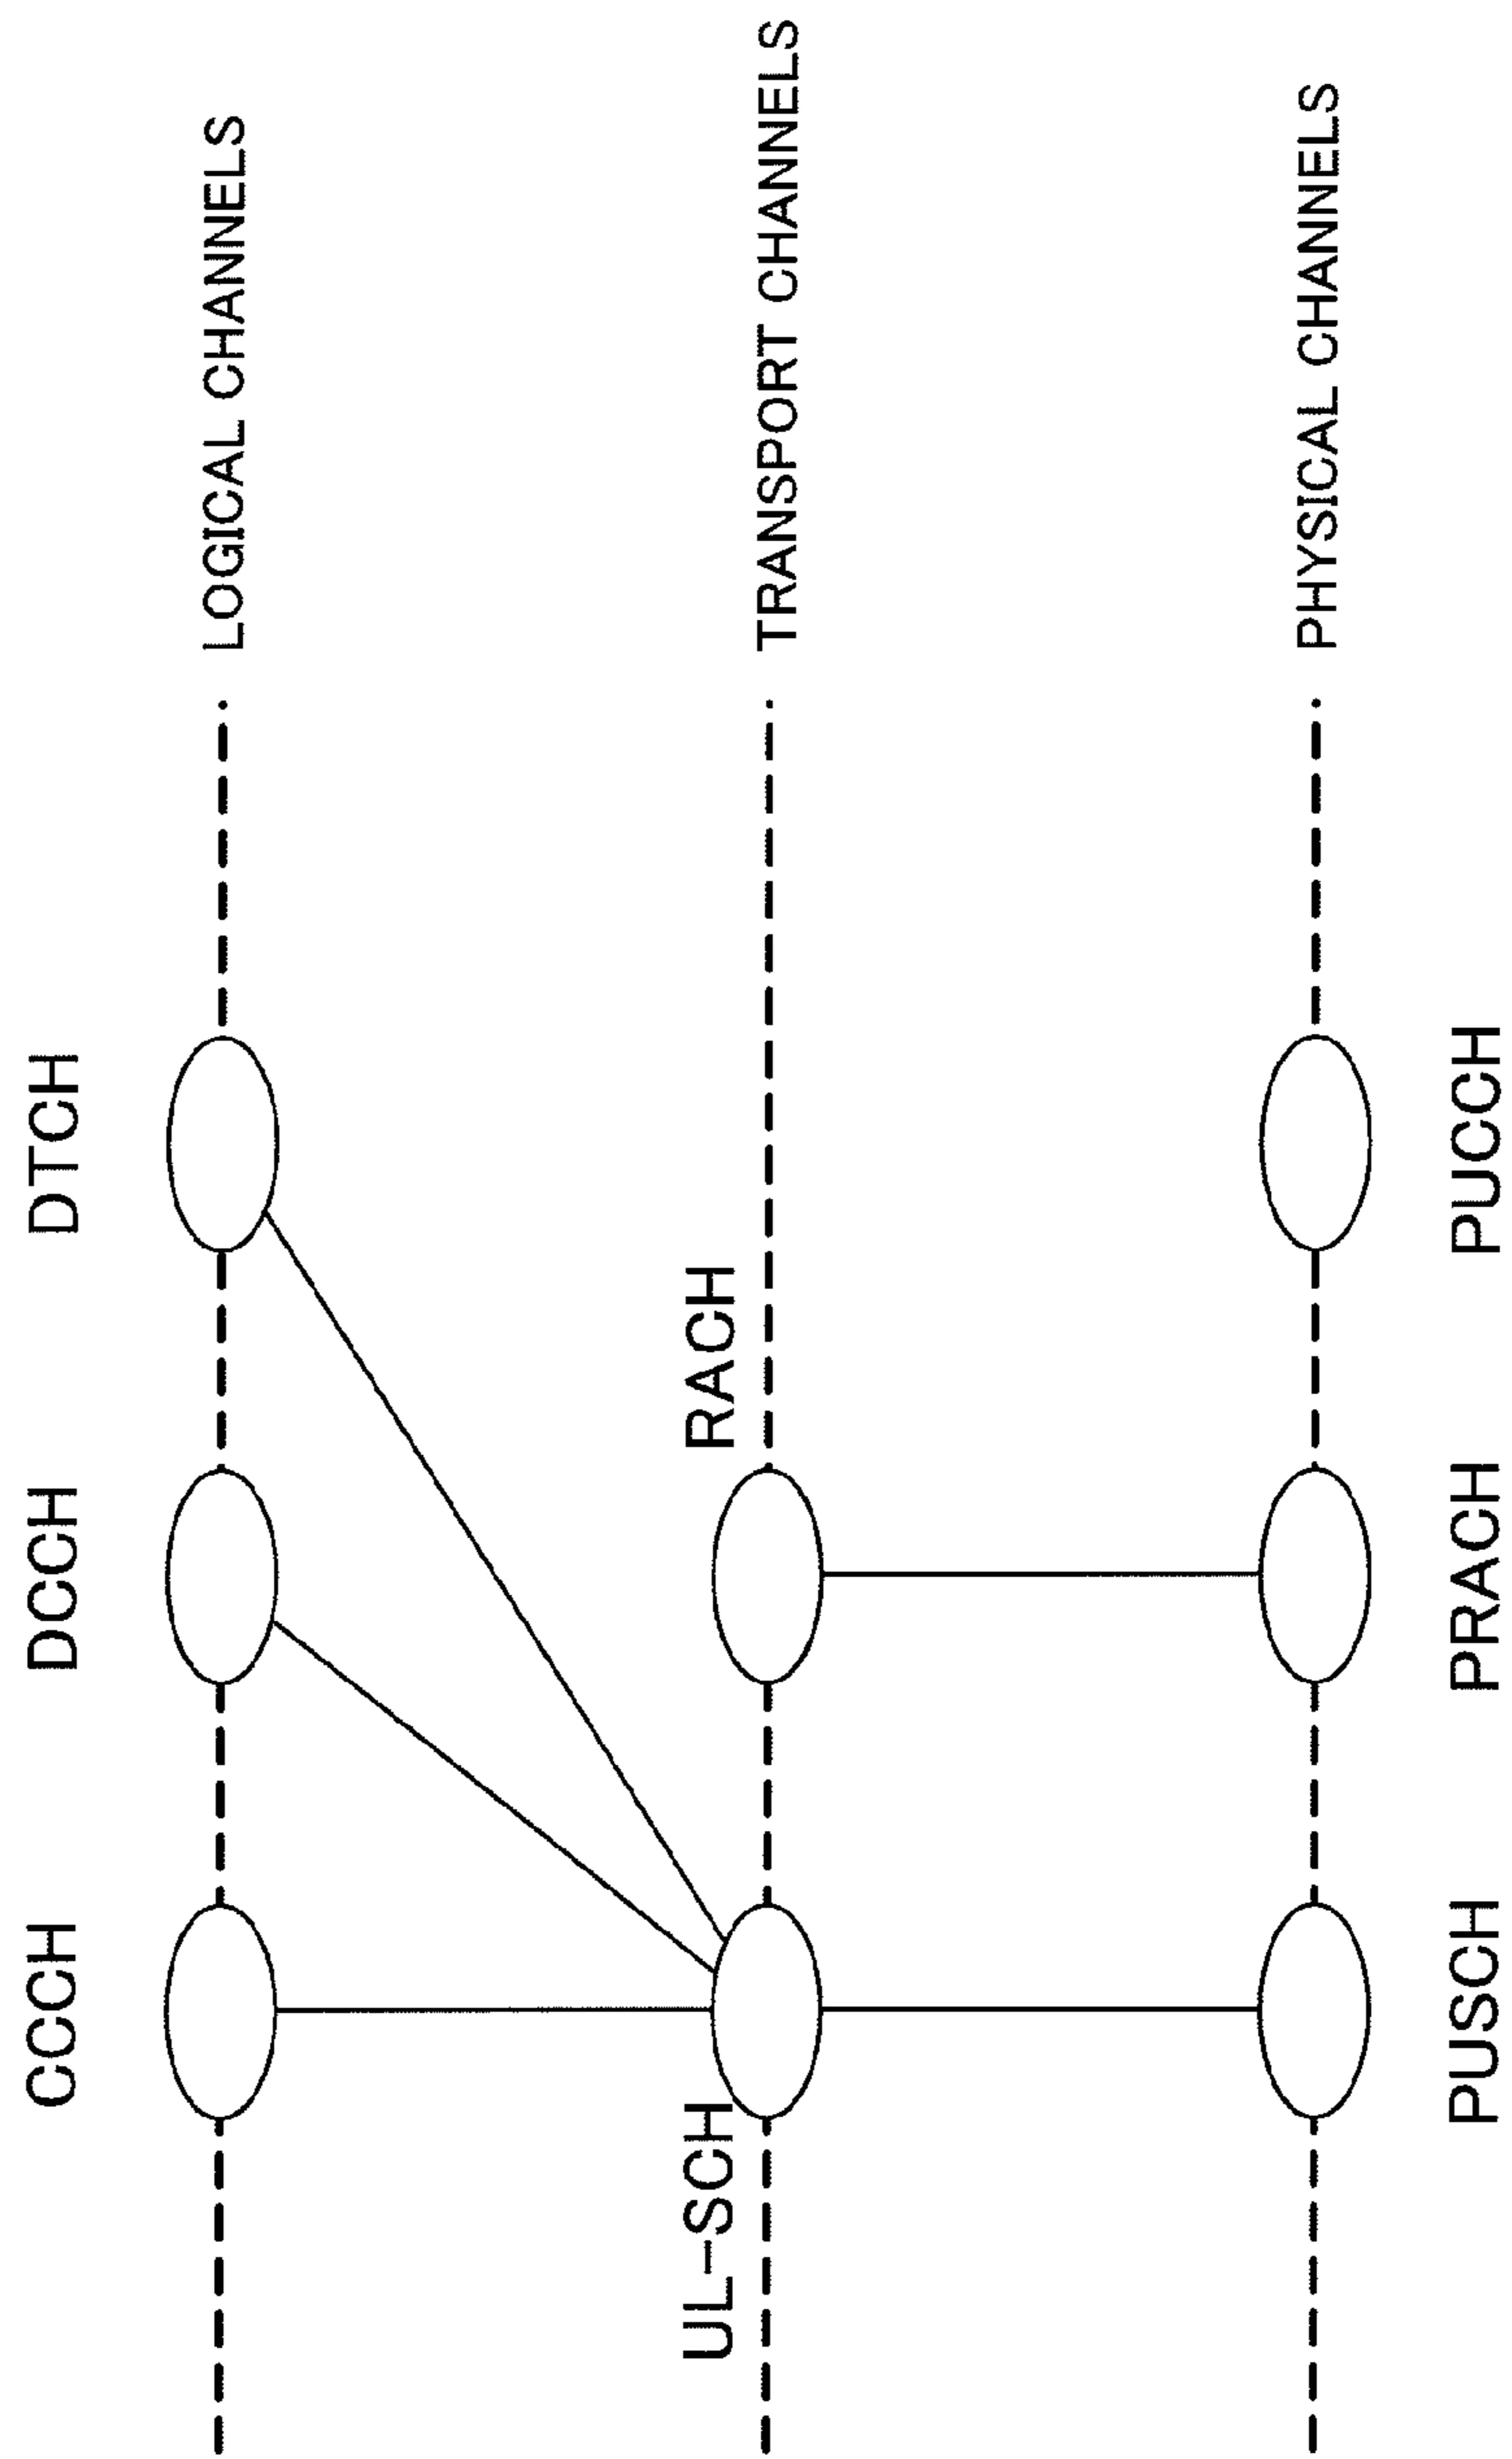 CCCH
DCCH
DTCH
LOGICAL CHANNELS
UL-SCH
RACH
TRANSPORT CHANNELS
PHYSICAL CHANNELS
PUSCH
PRACH
PUCCH